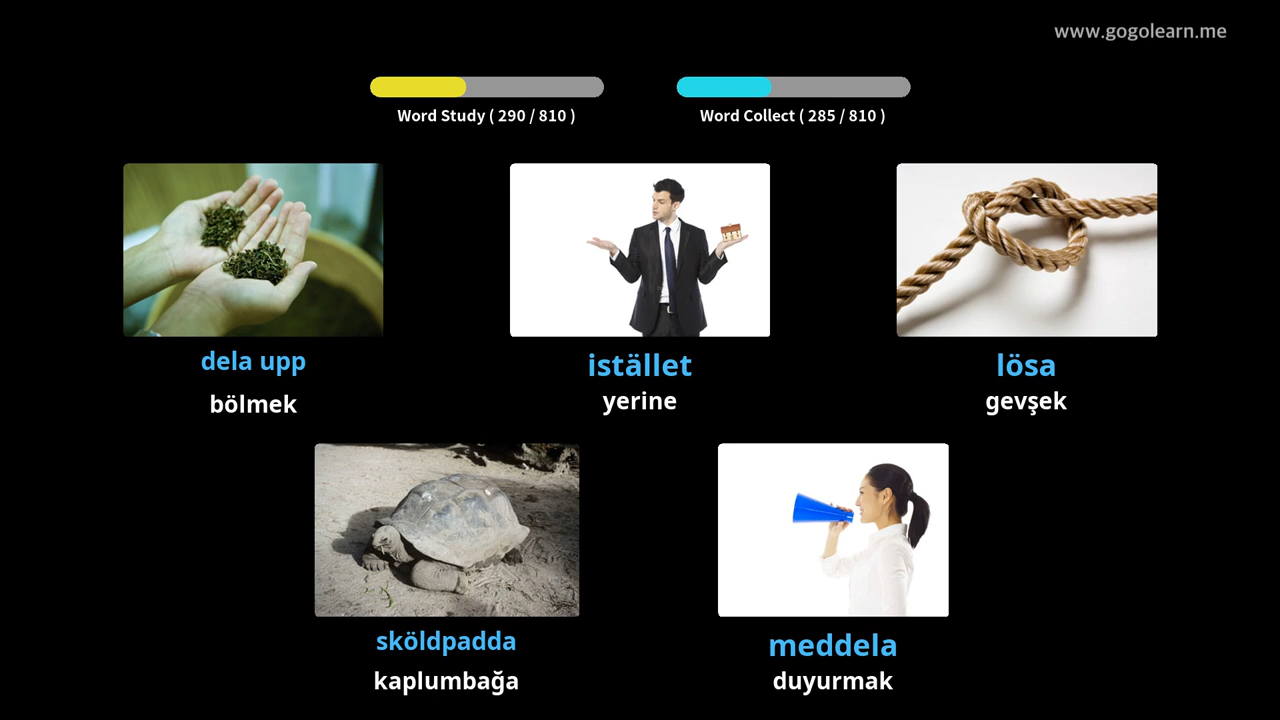 www.gogolearn.me
Word Study ( 290 / 810 )
Word Collect ( 285 / 810 )
dela upp
bölmek
istället
yerine
lösa
gevşek
sköldpadda
kaplumbağa
meddela
duyurmak